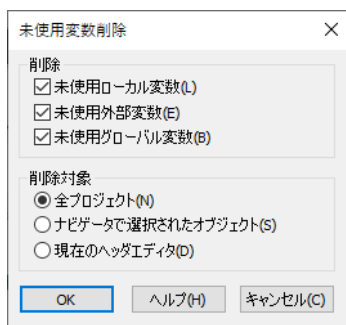 未使用変数削除
削除
未使用ローカル変数(L)
未使用外部変数(E)
未使用グローバル変数(B)
削除対象
全プロジェクト(N)
ナビゲータで選択されたオブジェクト(S)
現在のヘッダエディタ(D)
OK ヘルプ(H) キャンセル(C)